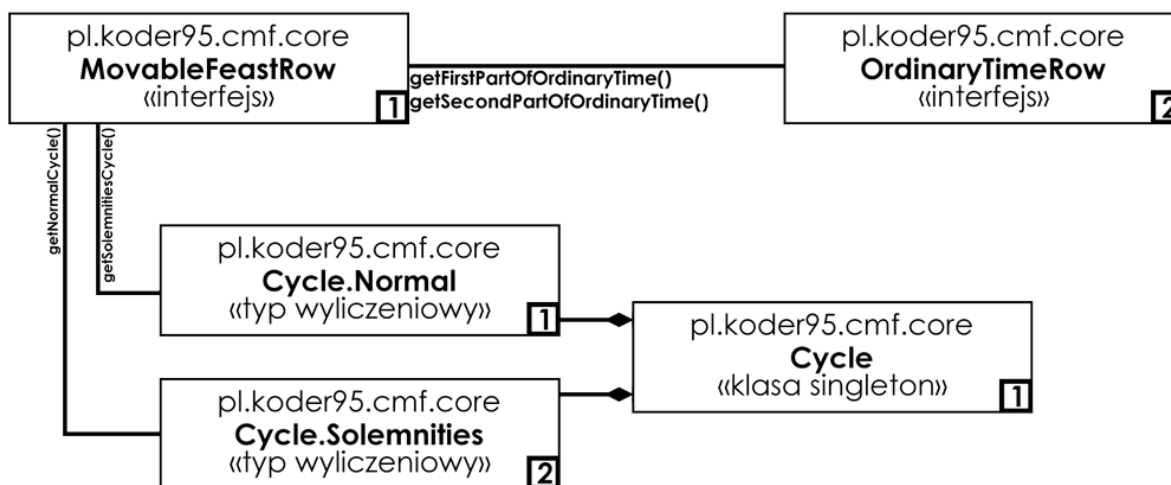 pl.koder95.cmf.core
MovableFeastRow
«interfejs»
1
getFirstPartOfOrdinaryTime()
getSecondPartOfOrdinaryTime()
pl.koder95.cmf.core
OrdinaryTimeRow
«interfejs»
2
getNormalCycle()
getSolemnitiesCycle()
pl.koder95.cmf.core
Cycle.Normal
«typ wyliczeniowy»
1
pl.koder95.cmf.core
Cycle
«klasa singleton»
1
pl.koder95.cmf.core
Cycle.Solemnities
«typ wyliczeniowy»
2